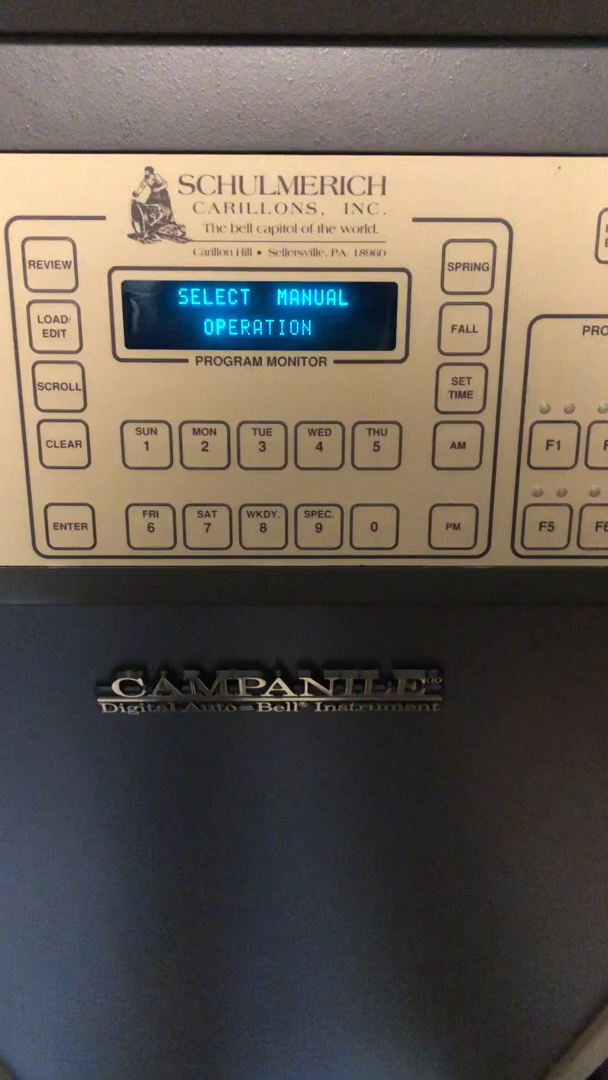 SCHULMERICH
CARILLONS, INC.
The bell capitol of the world.
Carillon Hill • Sellersville, PA 18960
REVIEW
SELECT MANUAL
OPERATION
SPRING
LOAD/
EDIT
FALL
PROGRAM MONITOR
SCROLL
SET
TIME
CLEAR
SUN
1
MON
2
TUE
3
WED
4
THU
5
AM
F1
ENTER
FRI
6
SAT
7
WKDY.
8
SPEC.
9
0
PM
F5
F6
CAMPANILE
Digital Auto-Bell® Instrument